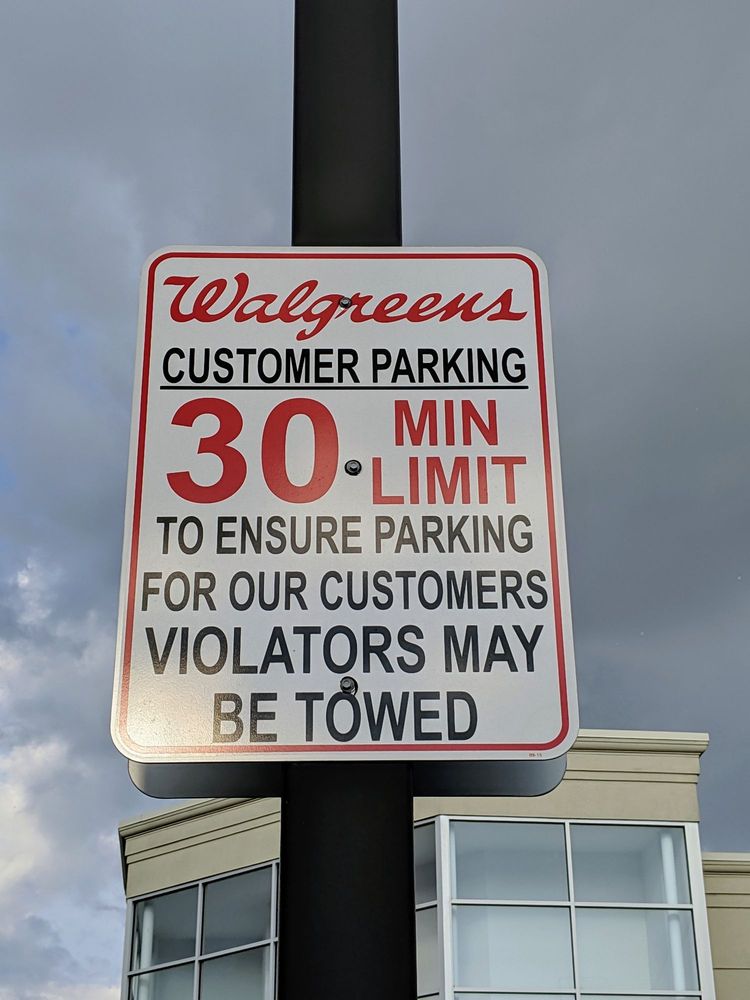 Walgreens
CUSTOMER PARKING
30 MIN
LIMIT
TO ENSURE PARKING
FOR OUR CUSTOMERS
VIOLATORS MAY
BE TOWED